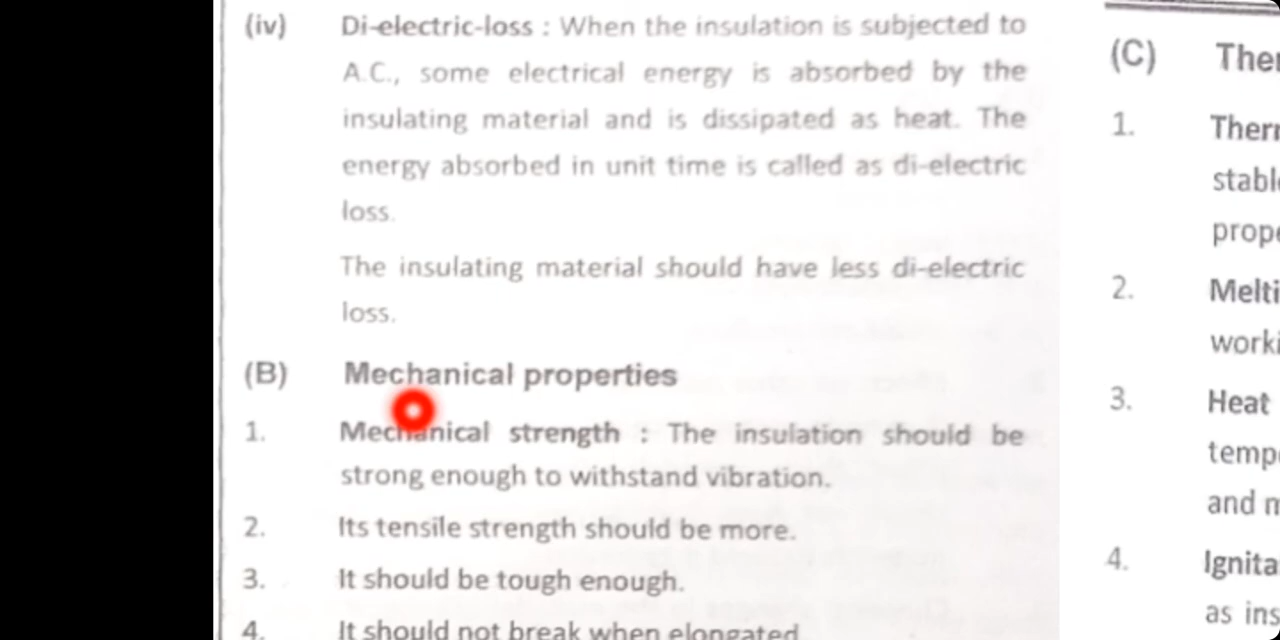 (iv) Di-electric-loss : When the insulation is subjected to
A.C., some electrical energy is absorbed by the
insulating material and is dissipated as heat. The
energy absorbed in unit time is called as di-electric
loss.
The insulating material should have less di-electric
loss.
(B) Mechanical properties
1. Mechanical strength : The insulation should be
strong enough to withstand vibration.
2. Its tensile strength should be more.
3. It should be tough enough.
4. It should not break when elongated.
(C)
1.
2.
3. Heat
and
4.
as